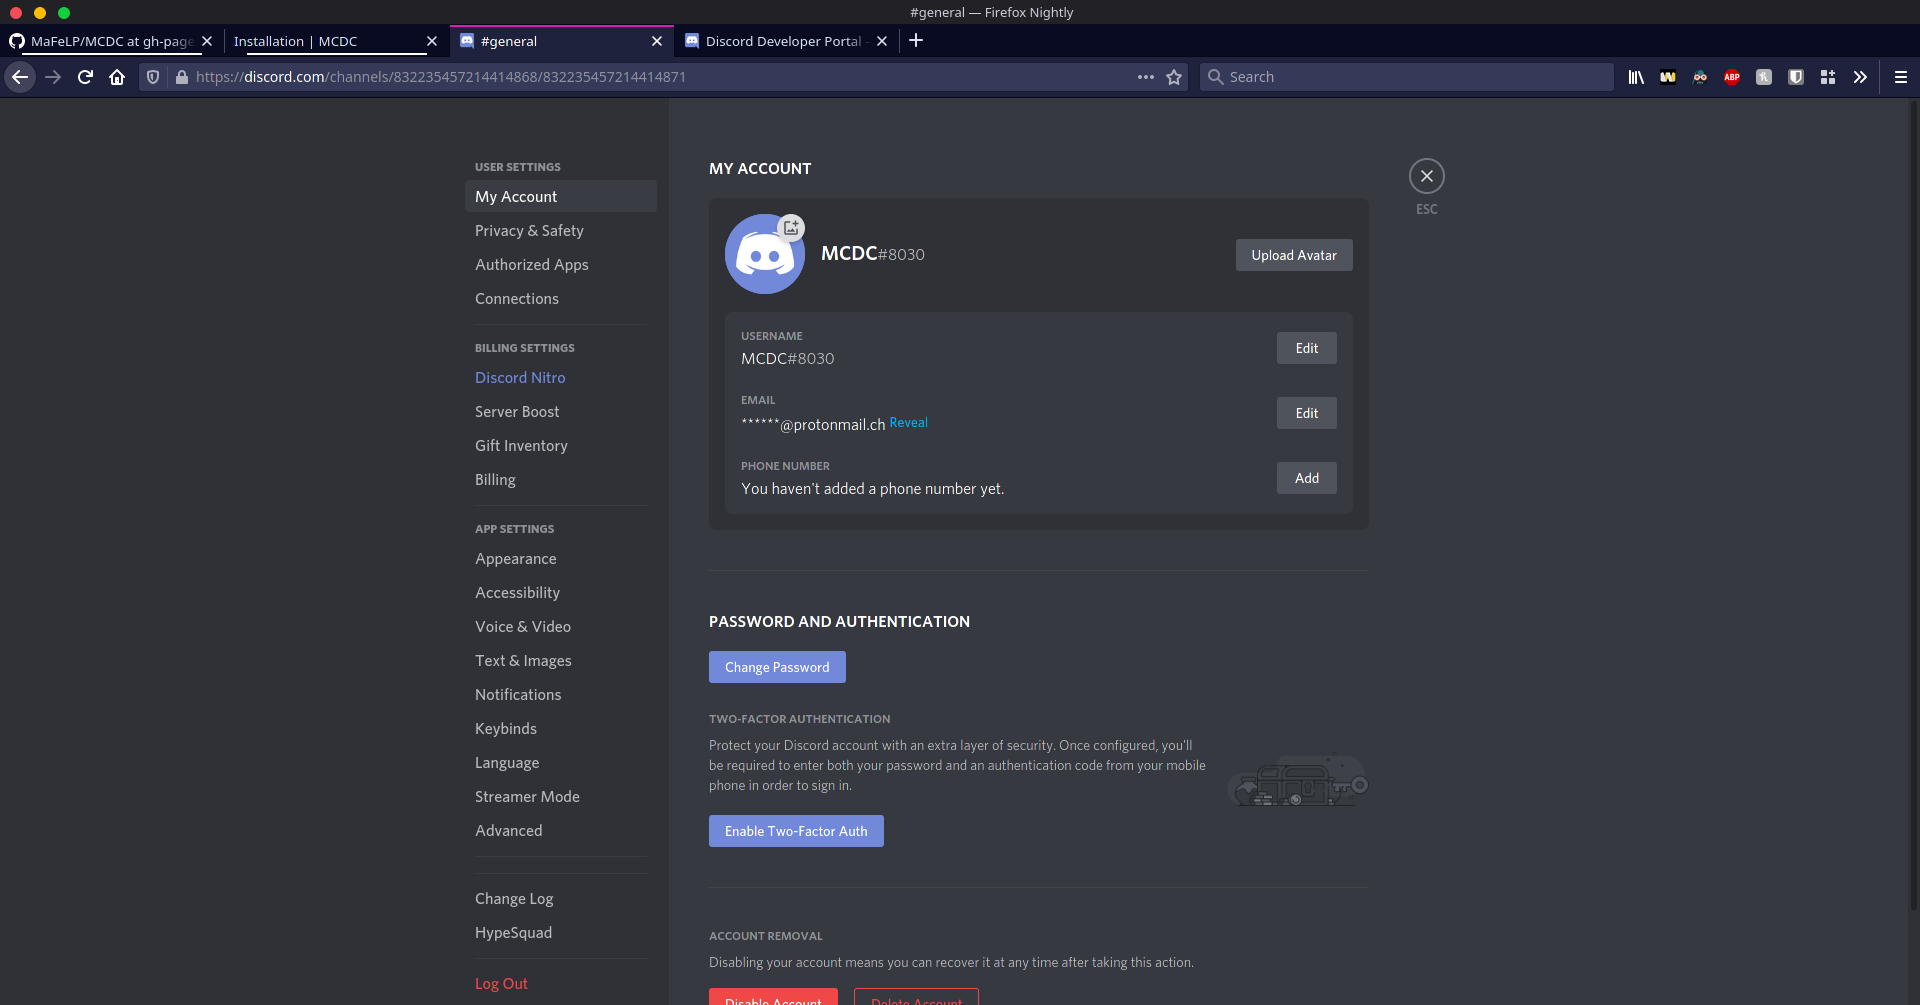 #general — Firefox Nightly
MaFeLP/MCDC at gh-page
Installation | MCDC
#general
Discord Developer Portal
https://discord.com/channels/832235457214414868/832235457214414871
Search
ABP
USER SETTINGS
My Account
Privacy & Safety
Authorized Apps
Connections
BILLING SETTINGS
Discord Nitro
Server Boost
Gift Inventory
Billing
APP SETTINGS
Appearance
Accessibility
Voice & Video
Text & Images
Notifications
Keybinds
Language
Streamer Mode
Advanced
Change Log
HypeSquad
Log Out
MY ACCOUNT
MCDC#8030
Upload Avatar
USERNAME
MCDC#8030
Edit
EMAIL
******@protonmail.ch Reveal
Edit
PHONE NUMBER
You haven't added a phone number yet.
Add
ESC
PASSWORD AND AUTHENTICATION
Change Password
TWO-FACTOR AUTHENTICATION
Protect your Discord account with an extra layer of security. Once configured, you'll
be required to enter both your password and an authentication code from your mobile
phone in order to sign in.
Enable Two-Factor Auth
ACCOUNT REMOVAL
Disabling your account means you can recover it at any time after taking this action.
Disable Account
Delete Account